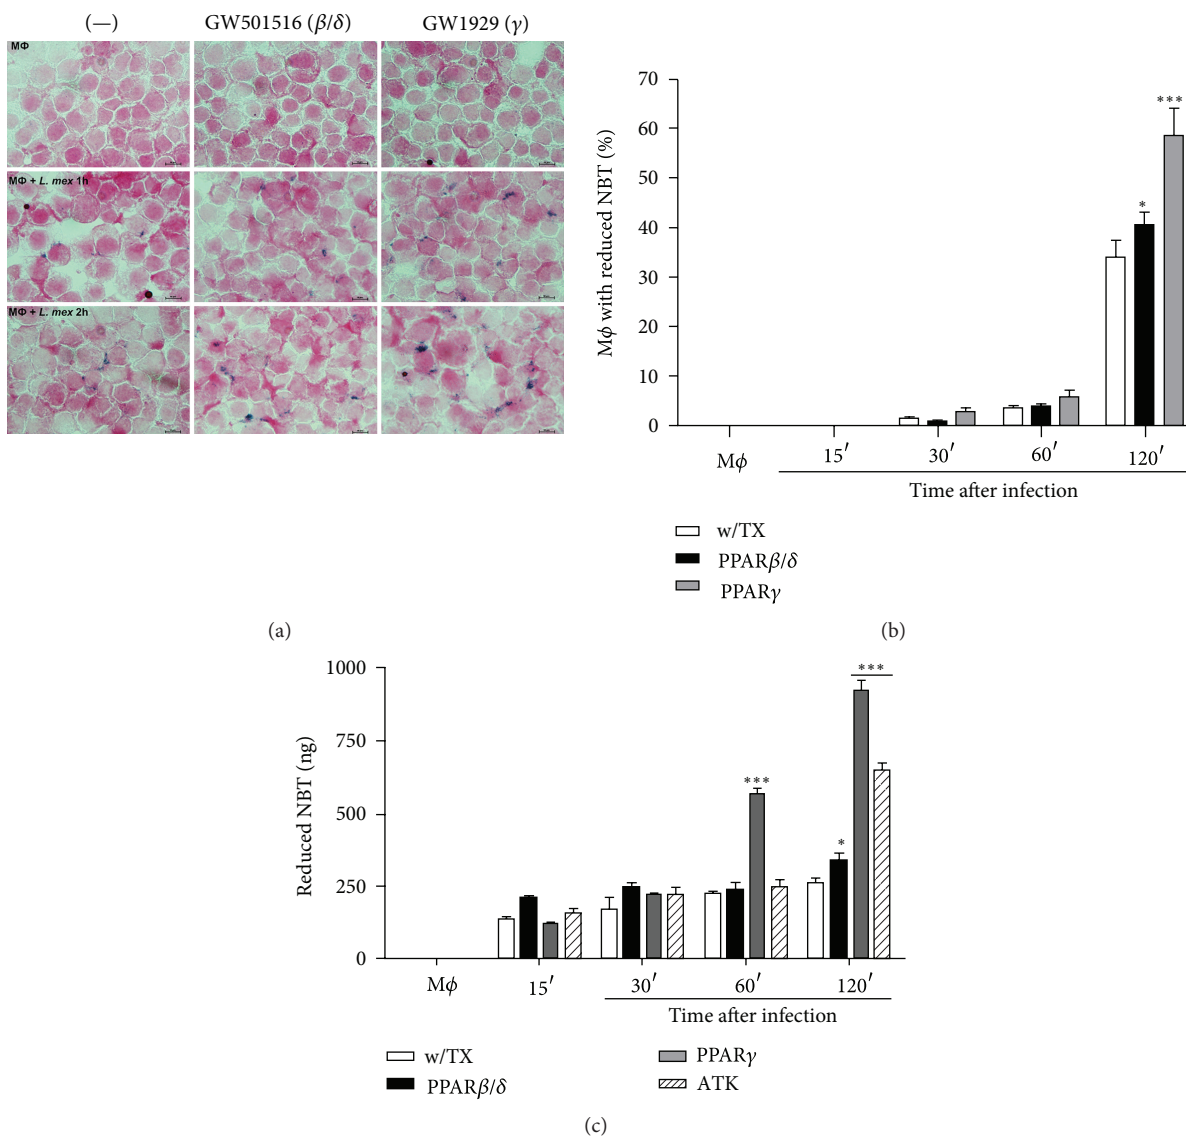 (—) GW501516 (β/δ) GW1929 (γ)
MΦ
MΦ + L. mex 1h
MΦ + L. mex 2h
(a)
Mϕ with reduced NBT (%)
70
60
50
40
30
20
10
0
***
*
Mϕ 15′ 30′ 60′ 120′
Time after infection
w/TX
PPARβ/δ
PPARγ
(b)
Reduced NBT (ng)
1000
750
500
250
0
***
***
*
Mϕ 15′ 30′ 60′ 120′
Time after infection
w/TX
PPARβ/δ
PPARγ
ATK
(c)